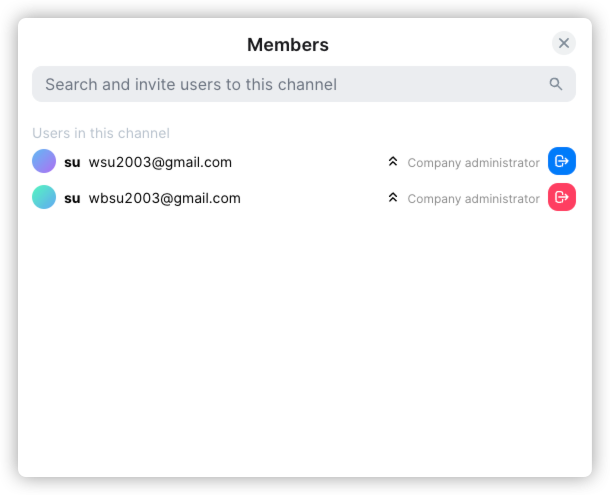 Members
Search and invite users to this channel
Users in this channel
su wsu2003@gmail.com Company administrator
su wbsu2003@gmail.com Company administrator